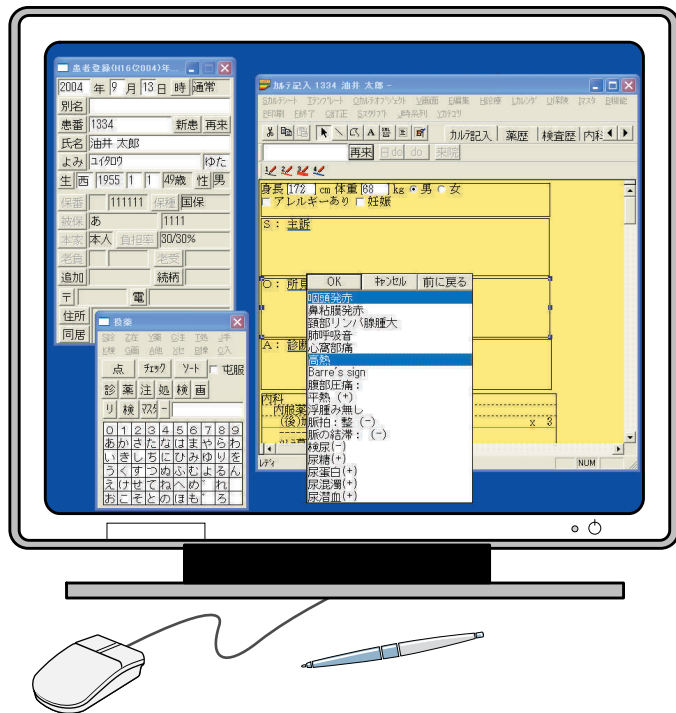 患者登録(H16(2004)年...
2004 年 9 月 13 日 時 通常
別名
患番 1334 新患 再来
氏名 油井 太郎
よみ ユイタロウ ゆた
生 西 1955 1 1 49歳 性 男
保番 111111 保種 国保
被保 あ 1111
本家 本人 負担率 30/30%
老負 老受
追加 続柄
〒 電
住所
同居
投薬
点 チェック ソート 屯服
診 薬 注 処 検 画
リ 検 マスタ -
0 1 2 3 4 5 6 7 8 9
あ か さ た な は ま や ら わ
い き し ち に ひ み ゆ り を
う く す つ ぬ ふ む よ る ん
え け せ て ね へ め ゛ れ
お こ そ と の ほ も ゜ ろ
カルテ記入 1334 油井 太郎 -
カルテ記入 薬歴 検査歴 内科
再来 日do do 来院
身長 172 cm 体重 68 kg 男 女
アレルギーあり 妊娠
S: 主訴
O: 所見
OK キャンセル 前に戻る
咽頭発赤
鼻粘膜発赤
頚部リンパ腺腫大
肺呼吸音
心窩部痛
高熱
Barre's sign
腹部圧痛:
平熱 (+)
浮腫み無し
脈拍:整 (-)
脈の結滞: (-)
検尿(-)
尿糖(+)
尿蛋白(+)
尿混濁(+)
尿潜血(+)
A: 診断
内科
内服薬
(後)
x 3
レディ NUM